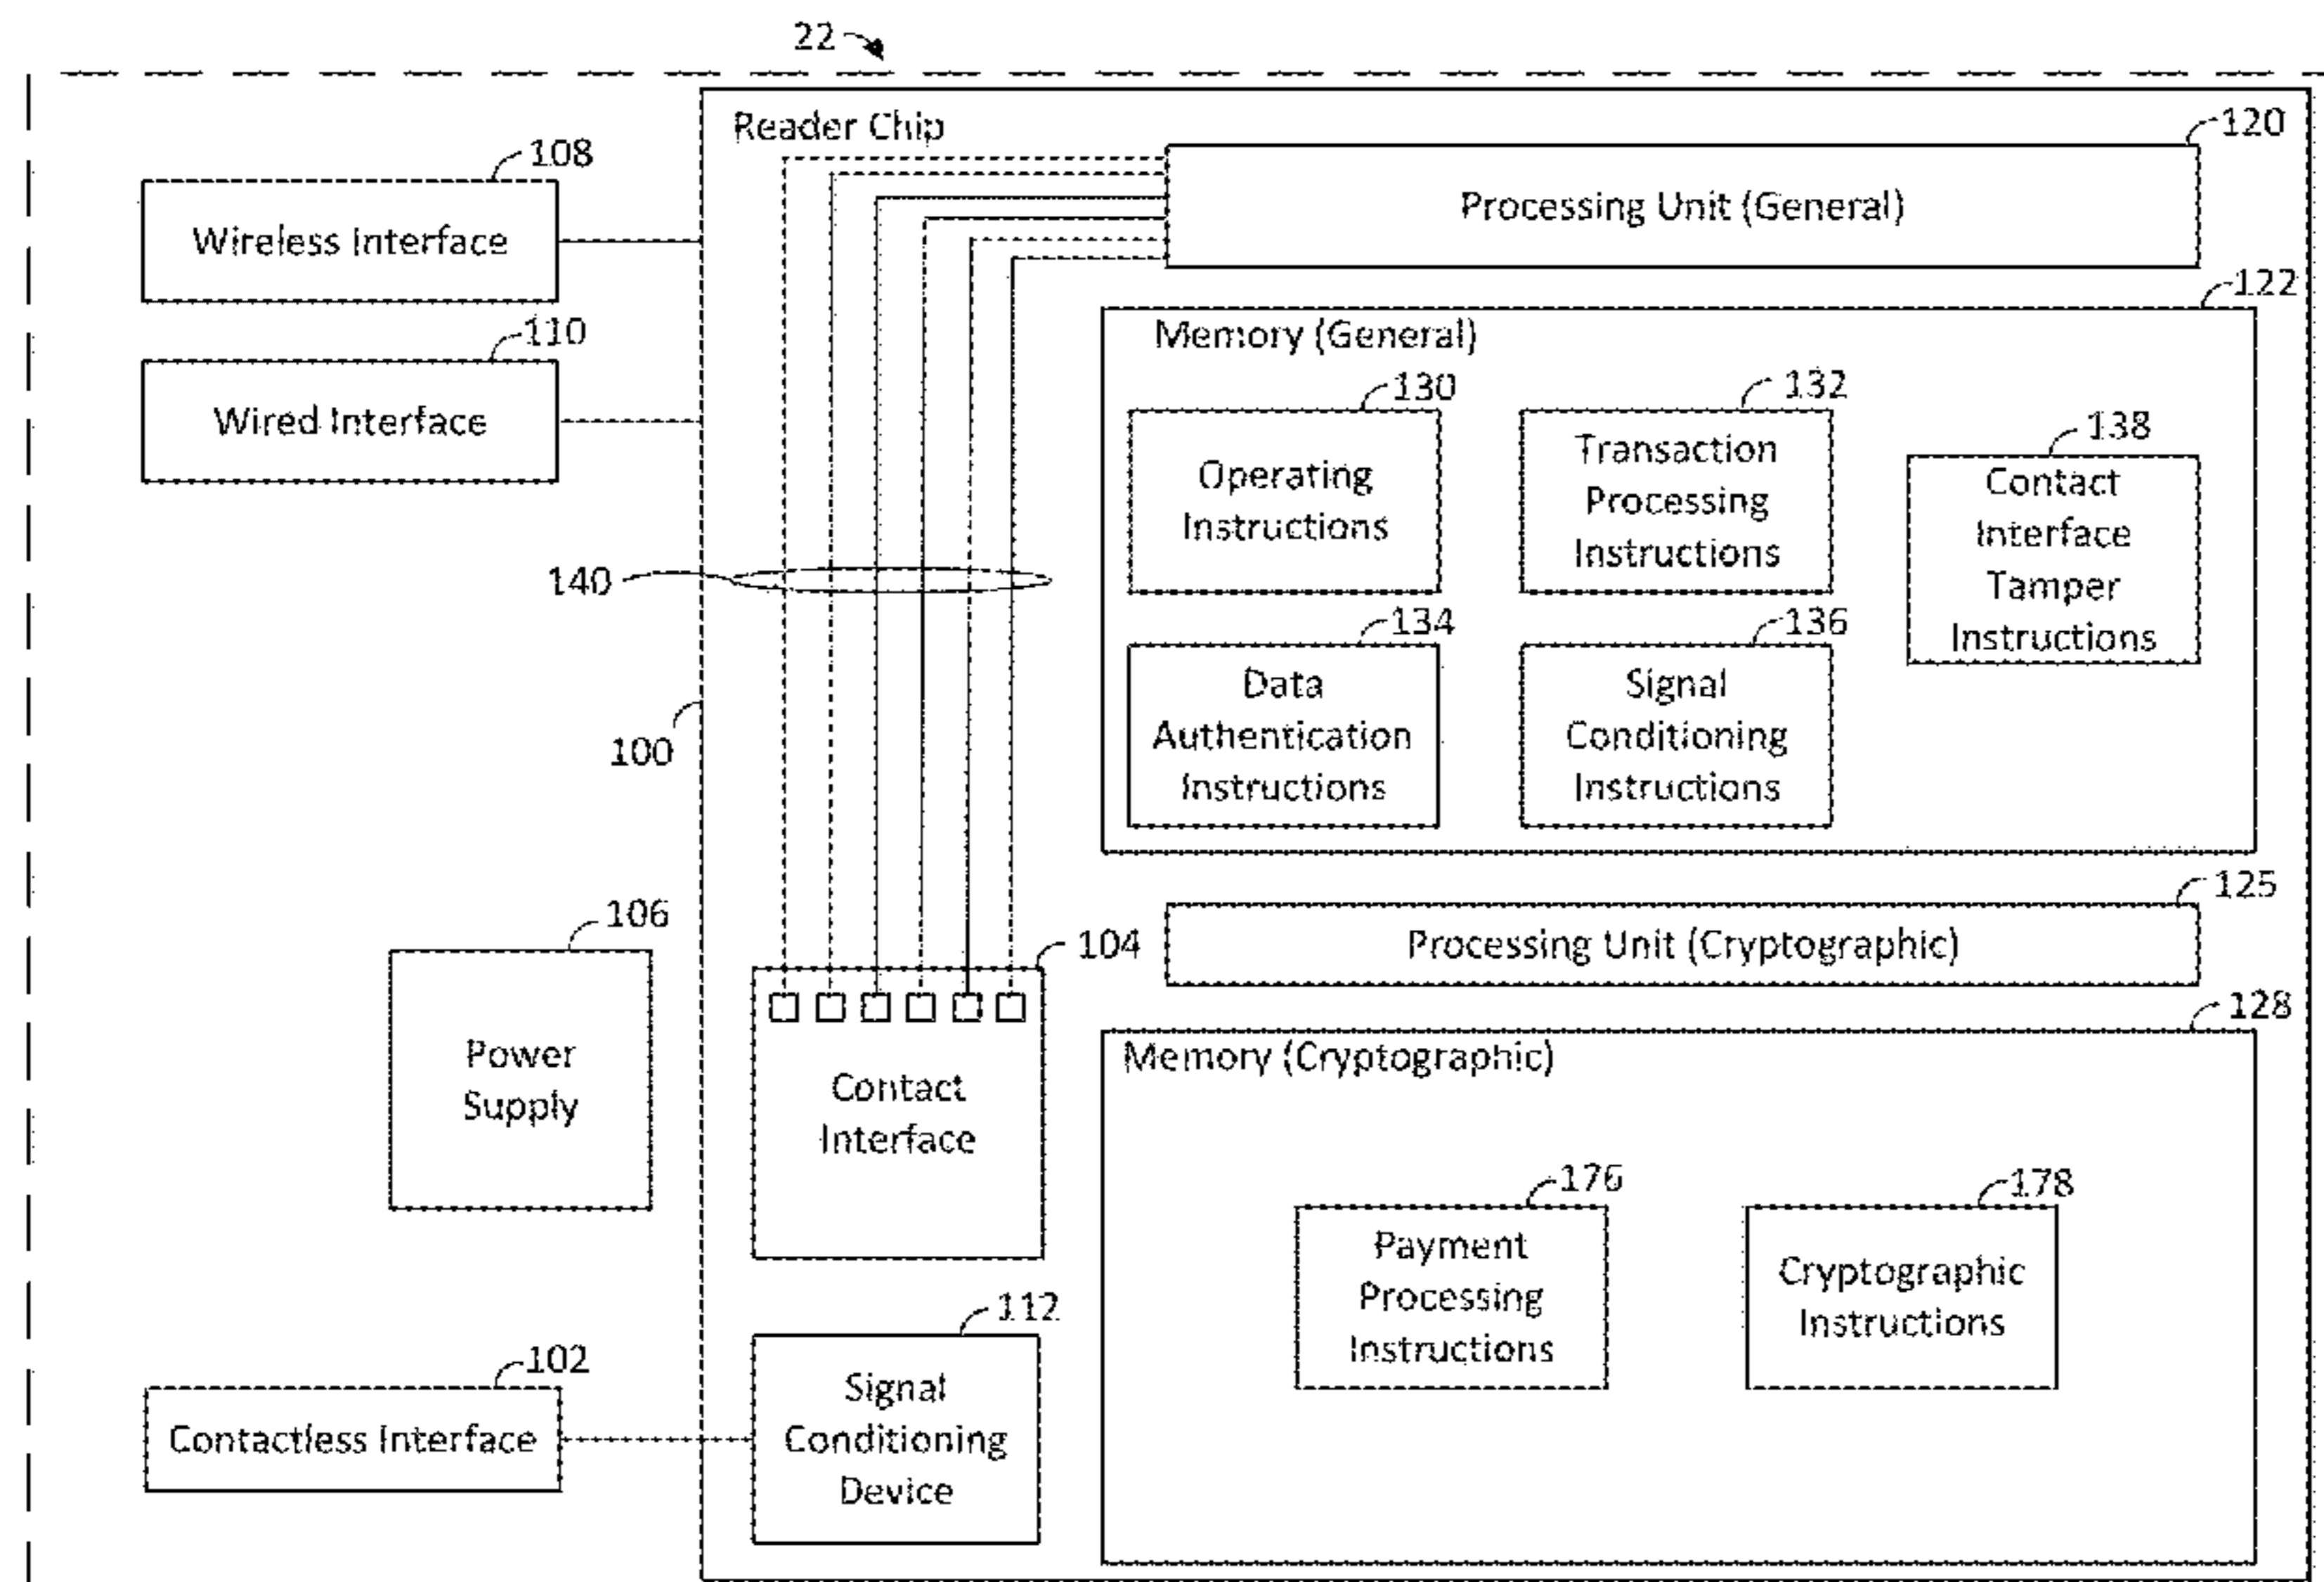 22
Reader Chip
120
Processing Unit (General)
108
Wireless Interface
110
Wired Interface
122
Memory (General)
130
Operating
Instructions
132
Transaction
Processing
Instructions
138
Contact
Interface
Tamper
Instructions
140
134
Data
Authentication
Instructions
136
Signal
Conditioning
Instructions
100
125
Processing Unit (Cryptographic)
106
Power
Supply
104
Contact
Interface
128
Memory (Cryptographic)
176
Payment
Processing
Instructions
178
Cryptographic
Instructions
112
Signal
Conditioning
Device
102
Contactless Interface